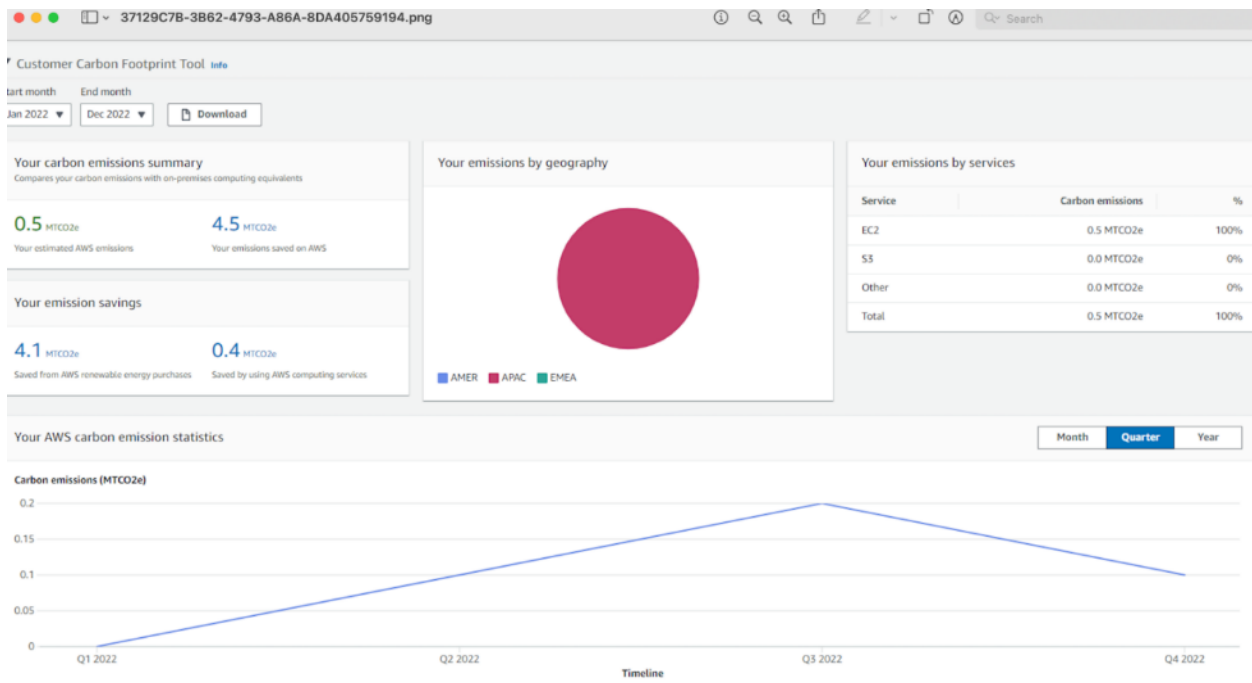 37129C7B-3B62-4793-A86A-8DA405759194.png
Search
Customer Carbon Footprint Tool Info
tart month End month
Jan 2022 Dec 2022 Download
Your carbon emissions summary
Compares your carbon emissions with on-premises computing equivalents
0.5 MTCO2e 4.5 MTCO2e
Your estimated AWS emissions Your emissions saved on AWS
Your emission savings
4.1 MTCO2e 0.4 MTCO2e
Saved from AWS renewable energy purchases Saved by using AWS computing services
Your emissions by geography
AMER APAC EMEA
Your emissions by services
Service Carbon emissions %
EC2 0.5 MTCO2e 100%
S3 0.0 MTCO2e 0%
Other 0.0 MTCO2e 0%
Total 0.5 MTCO2e 100%
Your AWS carbon emission statistics
Month Quarter Year
Carbon emissions (MTCO2e)
0.2
0.15
0.1
0.05
0
Q1 2022 Q2 2022 Q3 2022 Q4 2022
Timeline